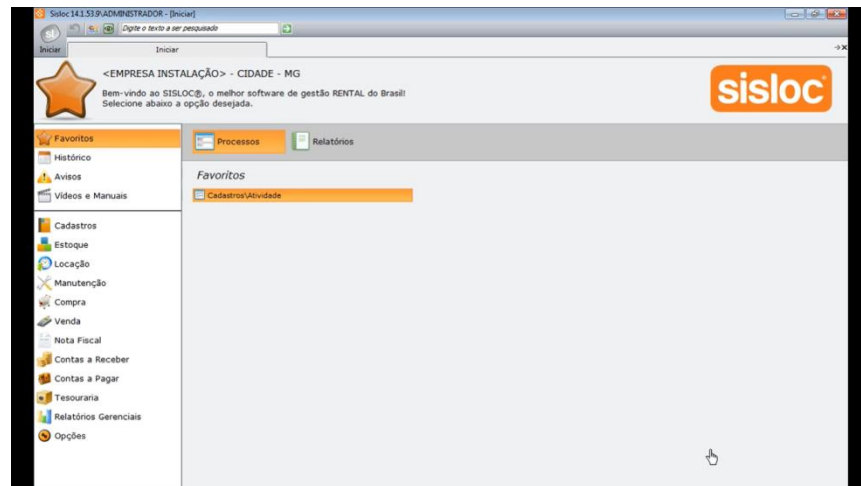 Sisloc 14.1.53.9\ADMINISTRADOR - [Iniciar]
Digite o texto a ser pesquisado
Iniciar
Iniciar
<EMPRESA INSTALAÇÃO> - CIDADE - MG
Bem-vindo ao SISLOC®, o melhor software de gestão RENTAL do Brasil!
Selecione abaixo a opção desejada.
sisloc
Favoritos
Histórico
Avisos
Vídeos e Manuais
Processos
Relatórios
Favoritos
Cadastros\Atividade
Cadastros
Estoque
Locação
Manutenção
Compra
Venda
Nota Fiscal
Contas a Receber
Contas a Pagar
Tesouraria
Relatórios Gerenciais
Opções